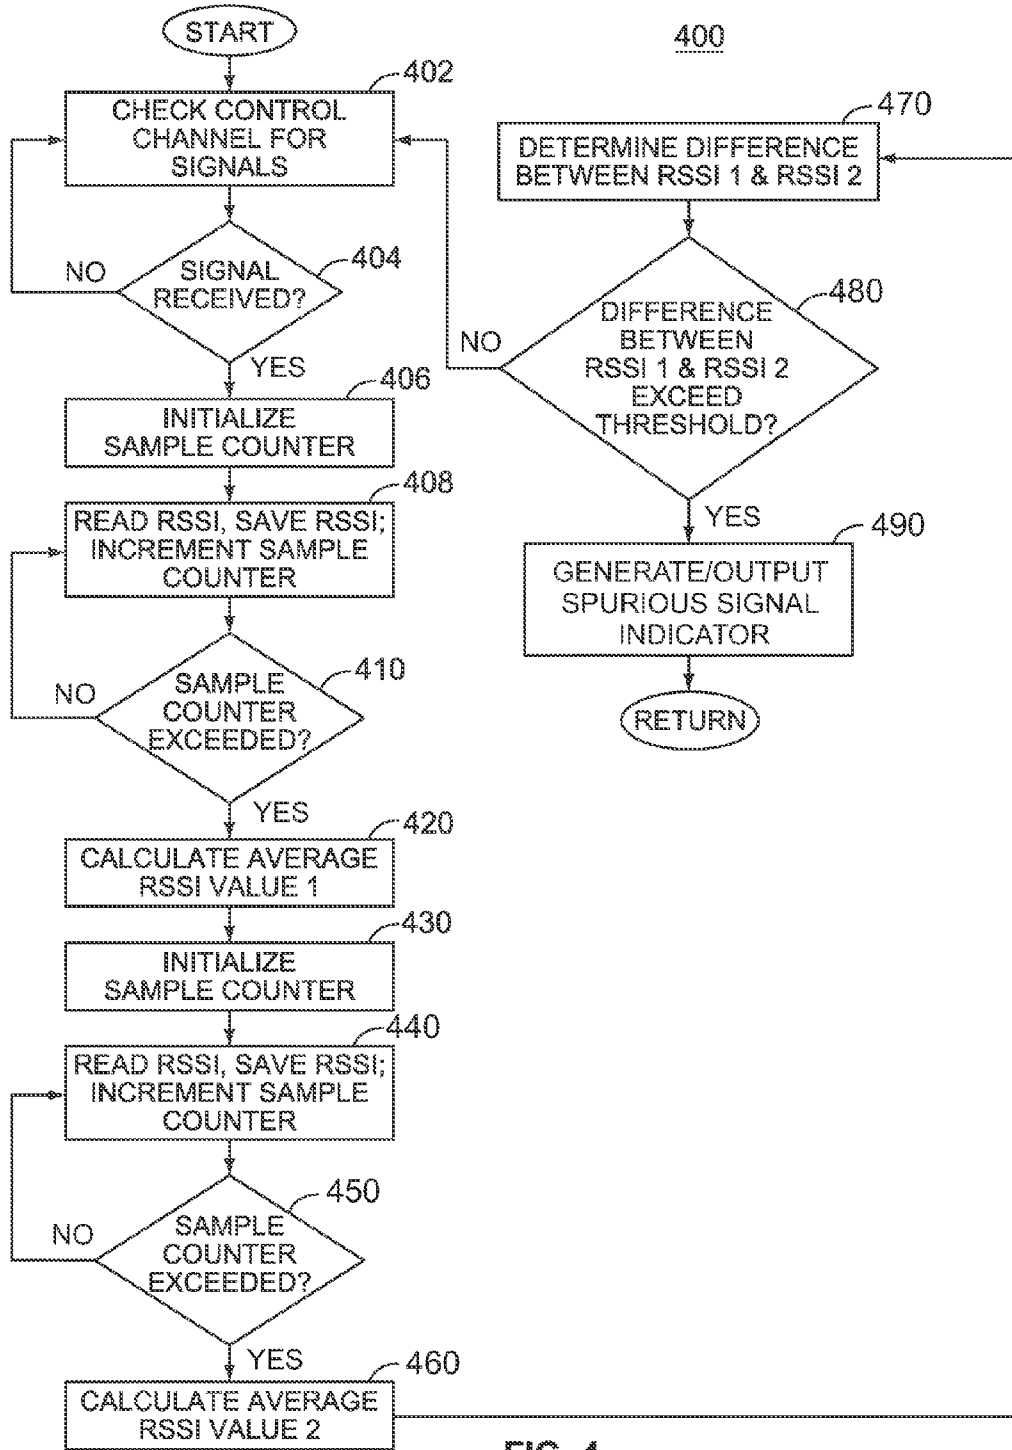 START
400
402
CHECK CONTROL
CHANNEL FOR
SIGNALS
404
NO
SIGNAL
RECEIVED?
YES
406
INITIALIZE
SAMPLE COUNTER
408
READ RSSI, SAVE RSSI;
INCREMENT SAMPLE
COUNTER
410
NO
SAMPLE
COUNTER
EXCEEDED?
YES
420
CALCULATE AVERAGE
RSSI VALUE 1
430
INITIALIZE
SAMPLE COUNTER
440
READ RSSI, SAVE RSSI;
INCREMENT SAMPLE
COUNTER
450
NO
SAMPLE
COUNTER
EXCEEDED?
YES
460
CALCULATE AVERAGE
RSSI VALUE 2
470
DETERMINE DIFFERENCE
BETWEEN RSSI 1 & RSSI 2
480
NO
DIFFERENCE
BETWEEN
RSSI 1 & RSSI 2
EXCEED
THRESHOLD?
YES
490
GENERATE/OUTPUT
SPURIOUS SIGNAL
INDICATOR
RETURN